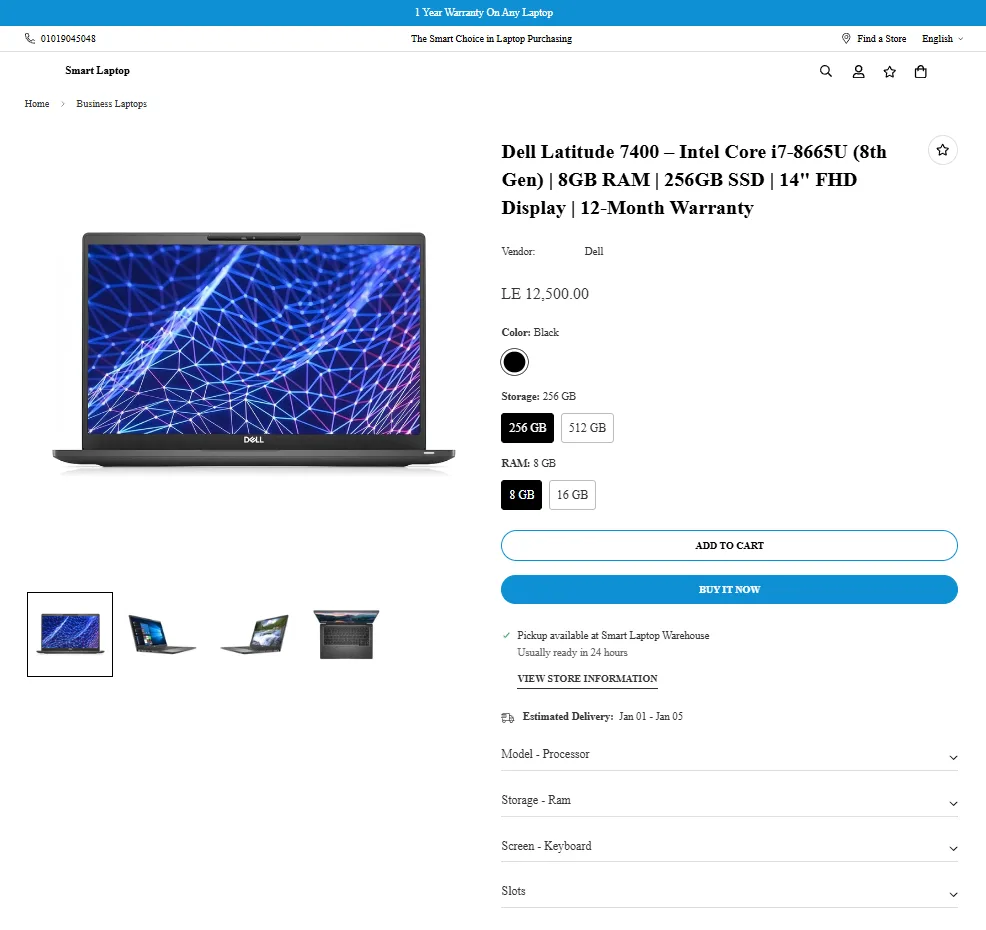 1 Year Warranty On Any Laptop
01019045048
The Smart Choice in Laptop Purchasing
Find a Store
English
Smart Laptop
Home
Business Laptops
Dell Latitude 7400 – Intel Core i7-8665U (8th
Gen) | 8GB RAM | 256GB SSD | 14" FHD
Display | 12-Month Warranty
Vendor:
Dell
LE 12,500.00
Color: Black
Storage: 256 GB
256 GB
512 GB
RAM: 8 GB
8 GB
16 GB
ADD TO CART
BUY IT NOW
Pickup available at Smart Laptop Warehouse
Usually ready in 24 hours
VIEW STORE INFORMATION
Estimated Delivery: Jan 01 - Jan 05
Model - Processor
Storage - Ram
Screen - Keyboard
Slots
DELL